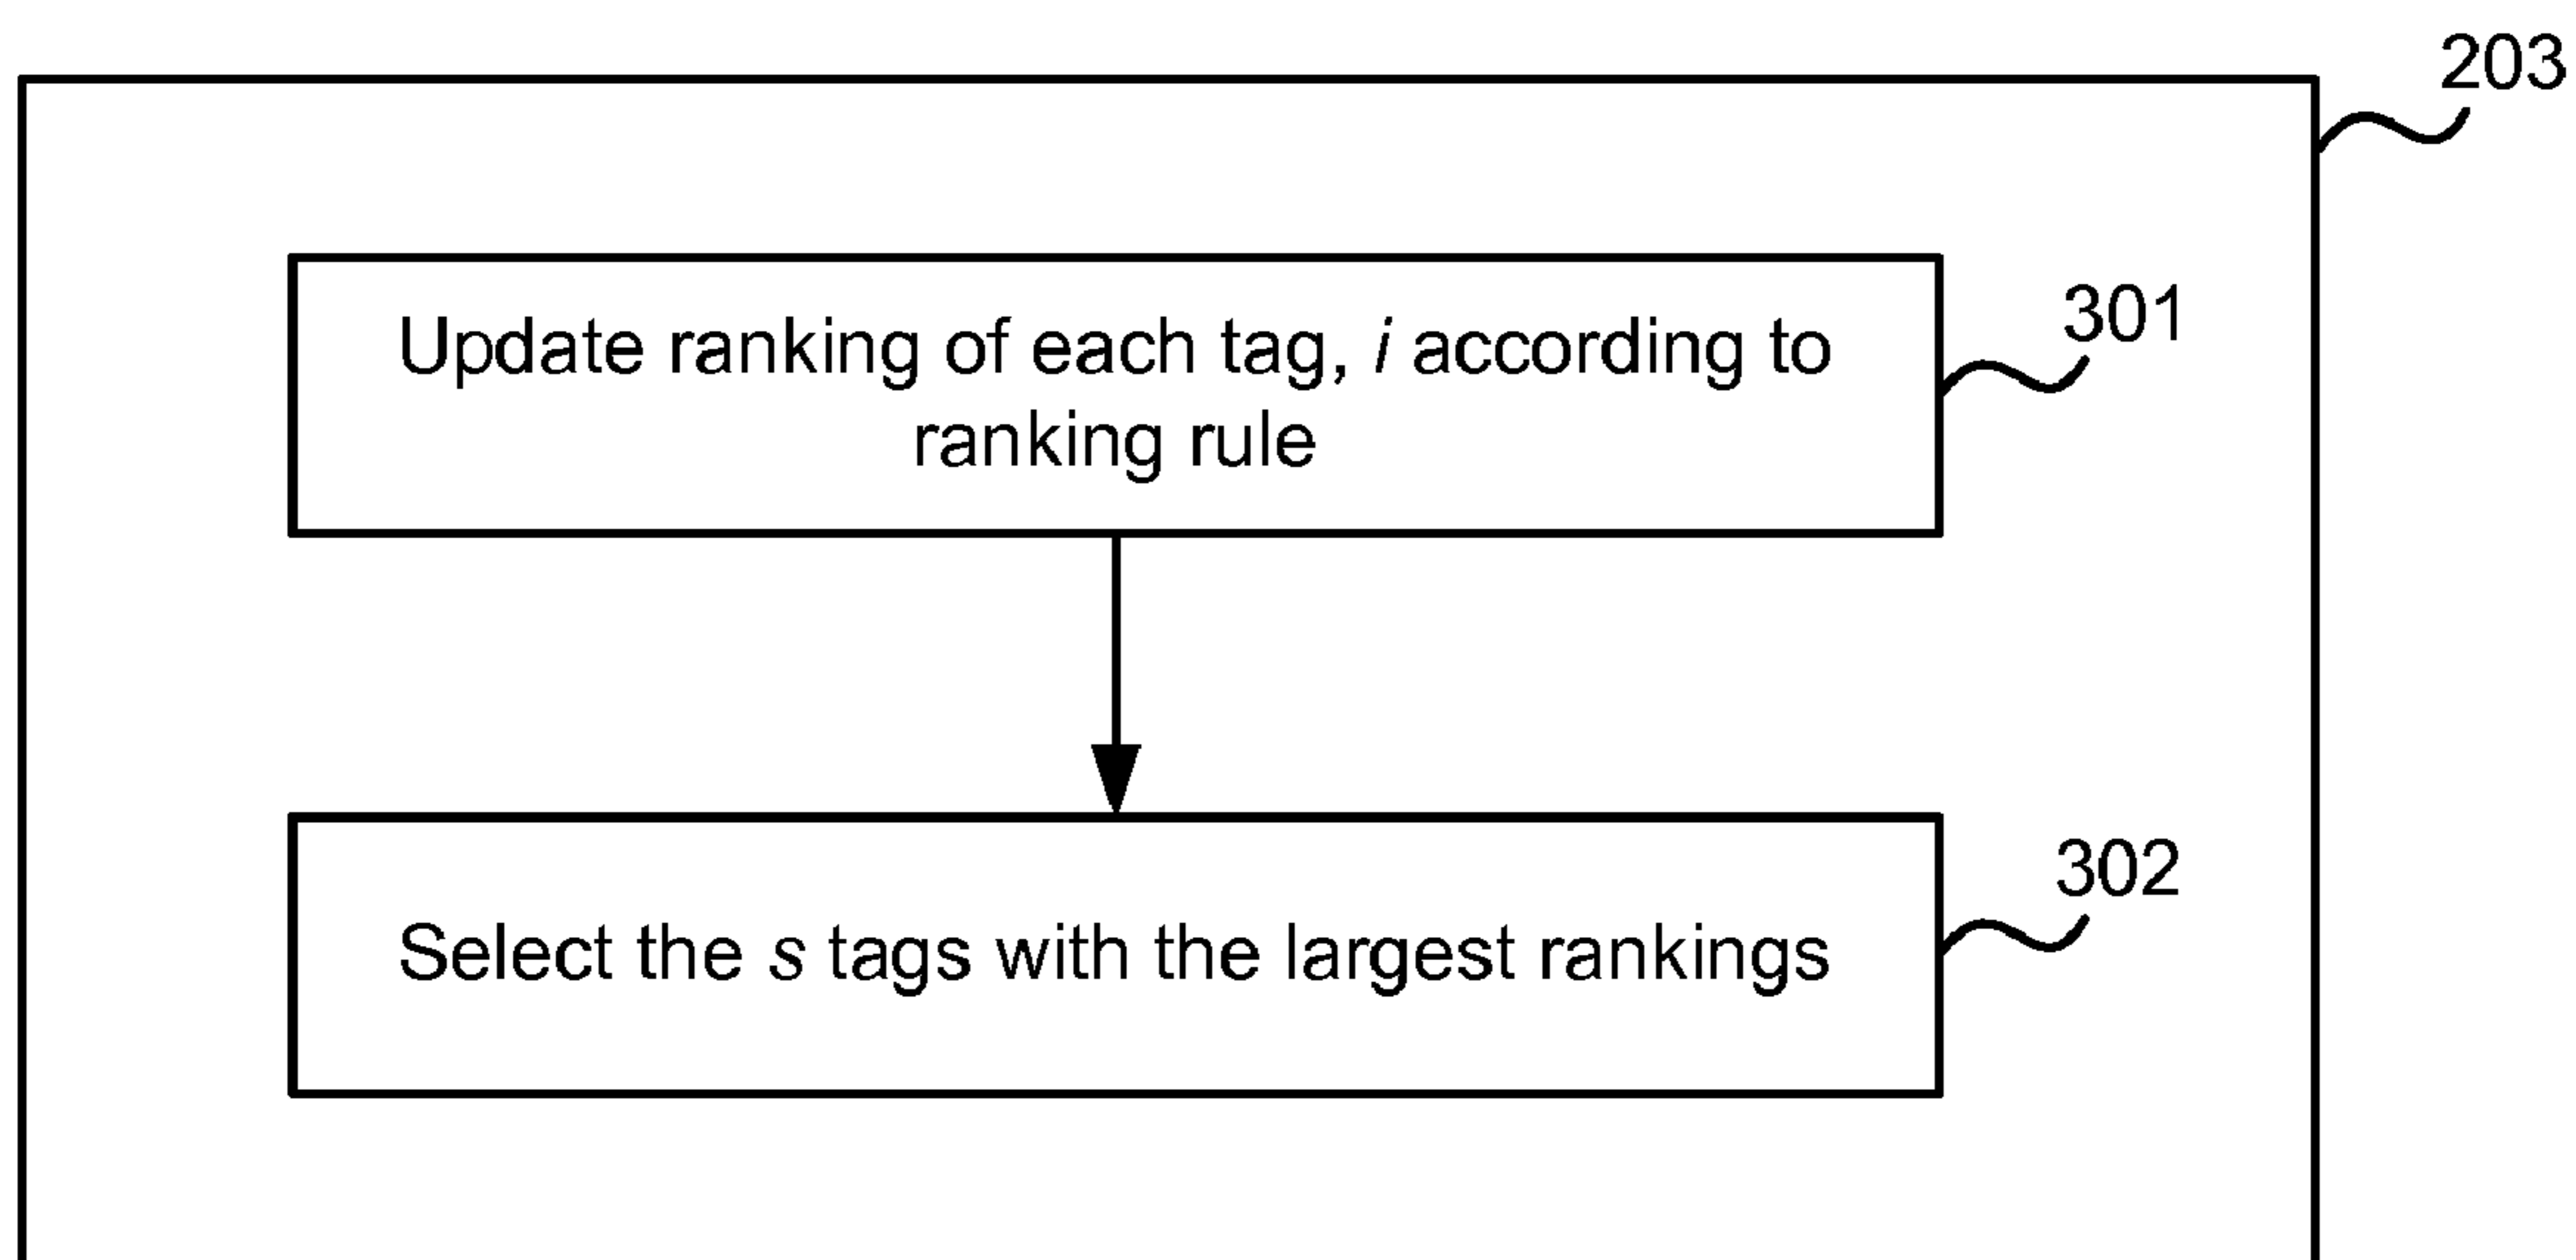 203
Update ranking of each tag, i according to
ranking rule
301
Select the s tags with the largest rankings
302